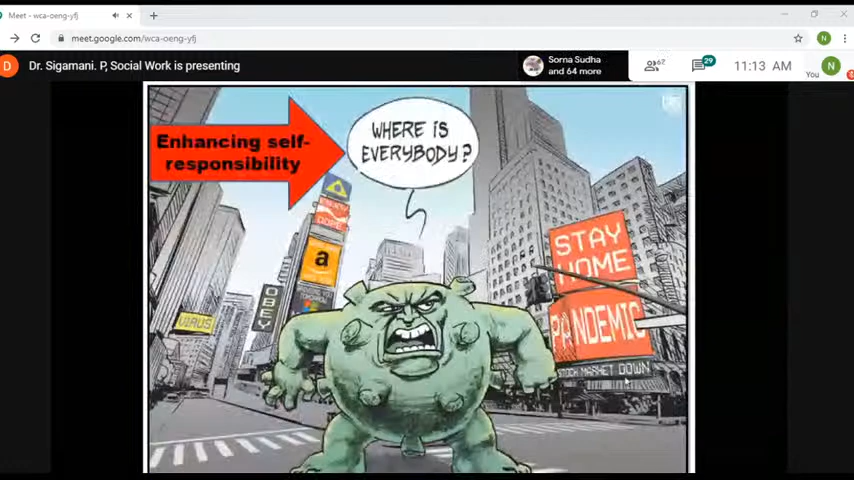 Meet - wca-oeng-yfj
meet.google.com/wca-oeng-yfj
N
D
Dr. Sigamani. P, Social Work is presenting
Sorna Sudha
and 64 more
67
29
11:13 AM
You
N
Enhancing self-
responsibility
WHERE IS
EVERYBODY?
ENJOY
DOPE
a
OBEY
VIRUS
STAY
HOME
PANDEMIC
STOCK MARKET DOWN